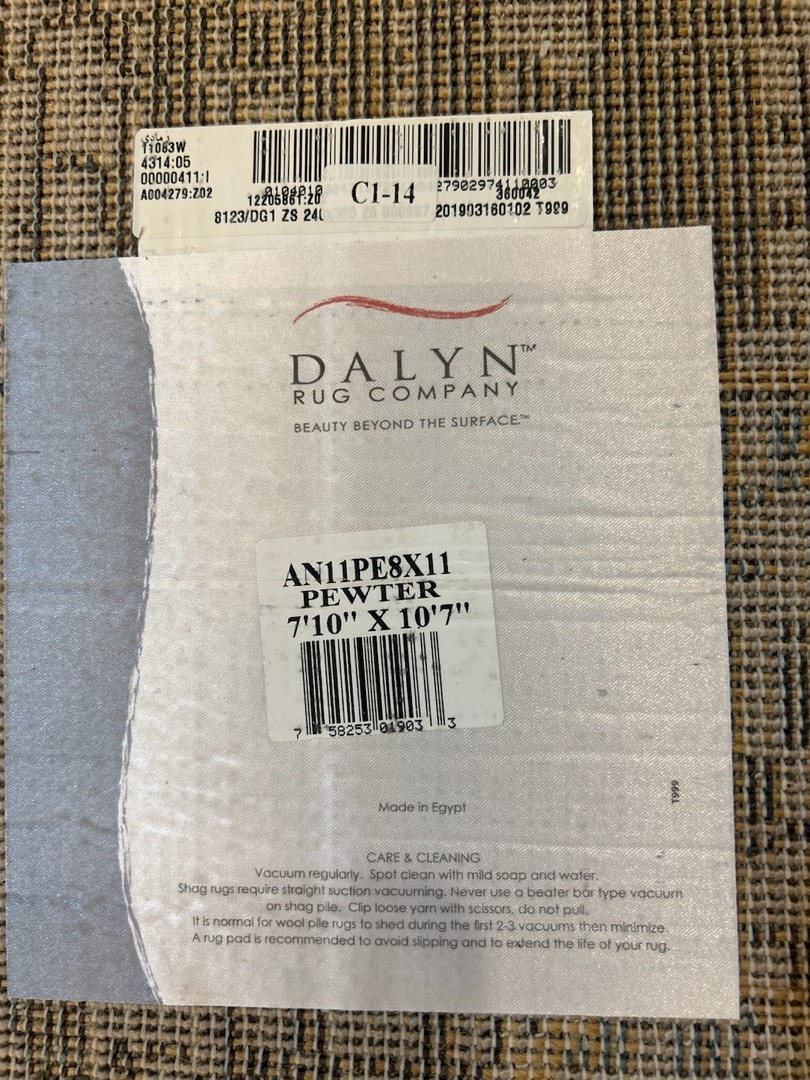 رمادي
T1083W
4314:05
00000411:1
A004279:Z02
0104010 27902974110003
12205861:20 360042
C1-14
8123/DG1 ZS 24 201903160102 T999
DALYN™
RUG COMPANY
BEAUTY BEYOND THE SURFACE™
AN11PE8X11
PEWTER
7'10" X 10'7"
7 58253 01903 3
Made in Egypt
T999
CARE & CLEANING
Vacuum regularly. Spot clean with mild soap and water.
Shag rugs require straight suction vacuuming. Never use a beater bar type vacuum
on shag pile. Clip loose yarn with scissors, do not pull.
It is normal for wool pile rugs to shed during the first 2-3 vacuums then minimize.
A rug pad is recommended to avoid slipping and to extend the life of your rug.